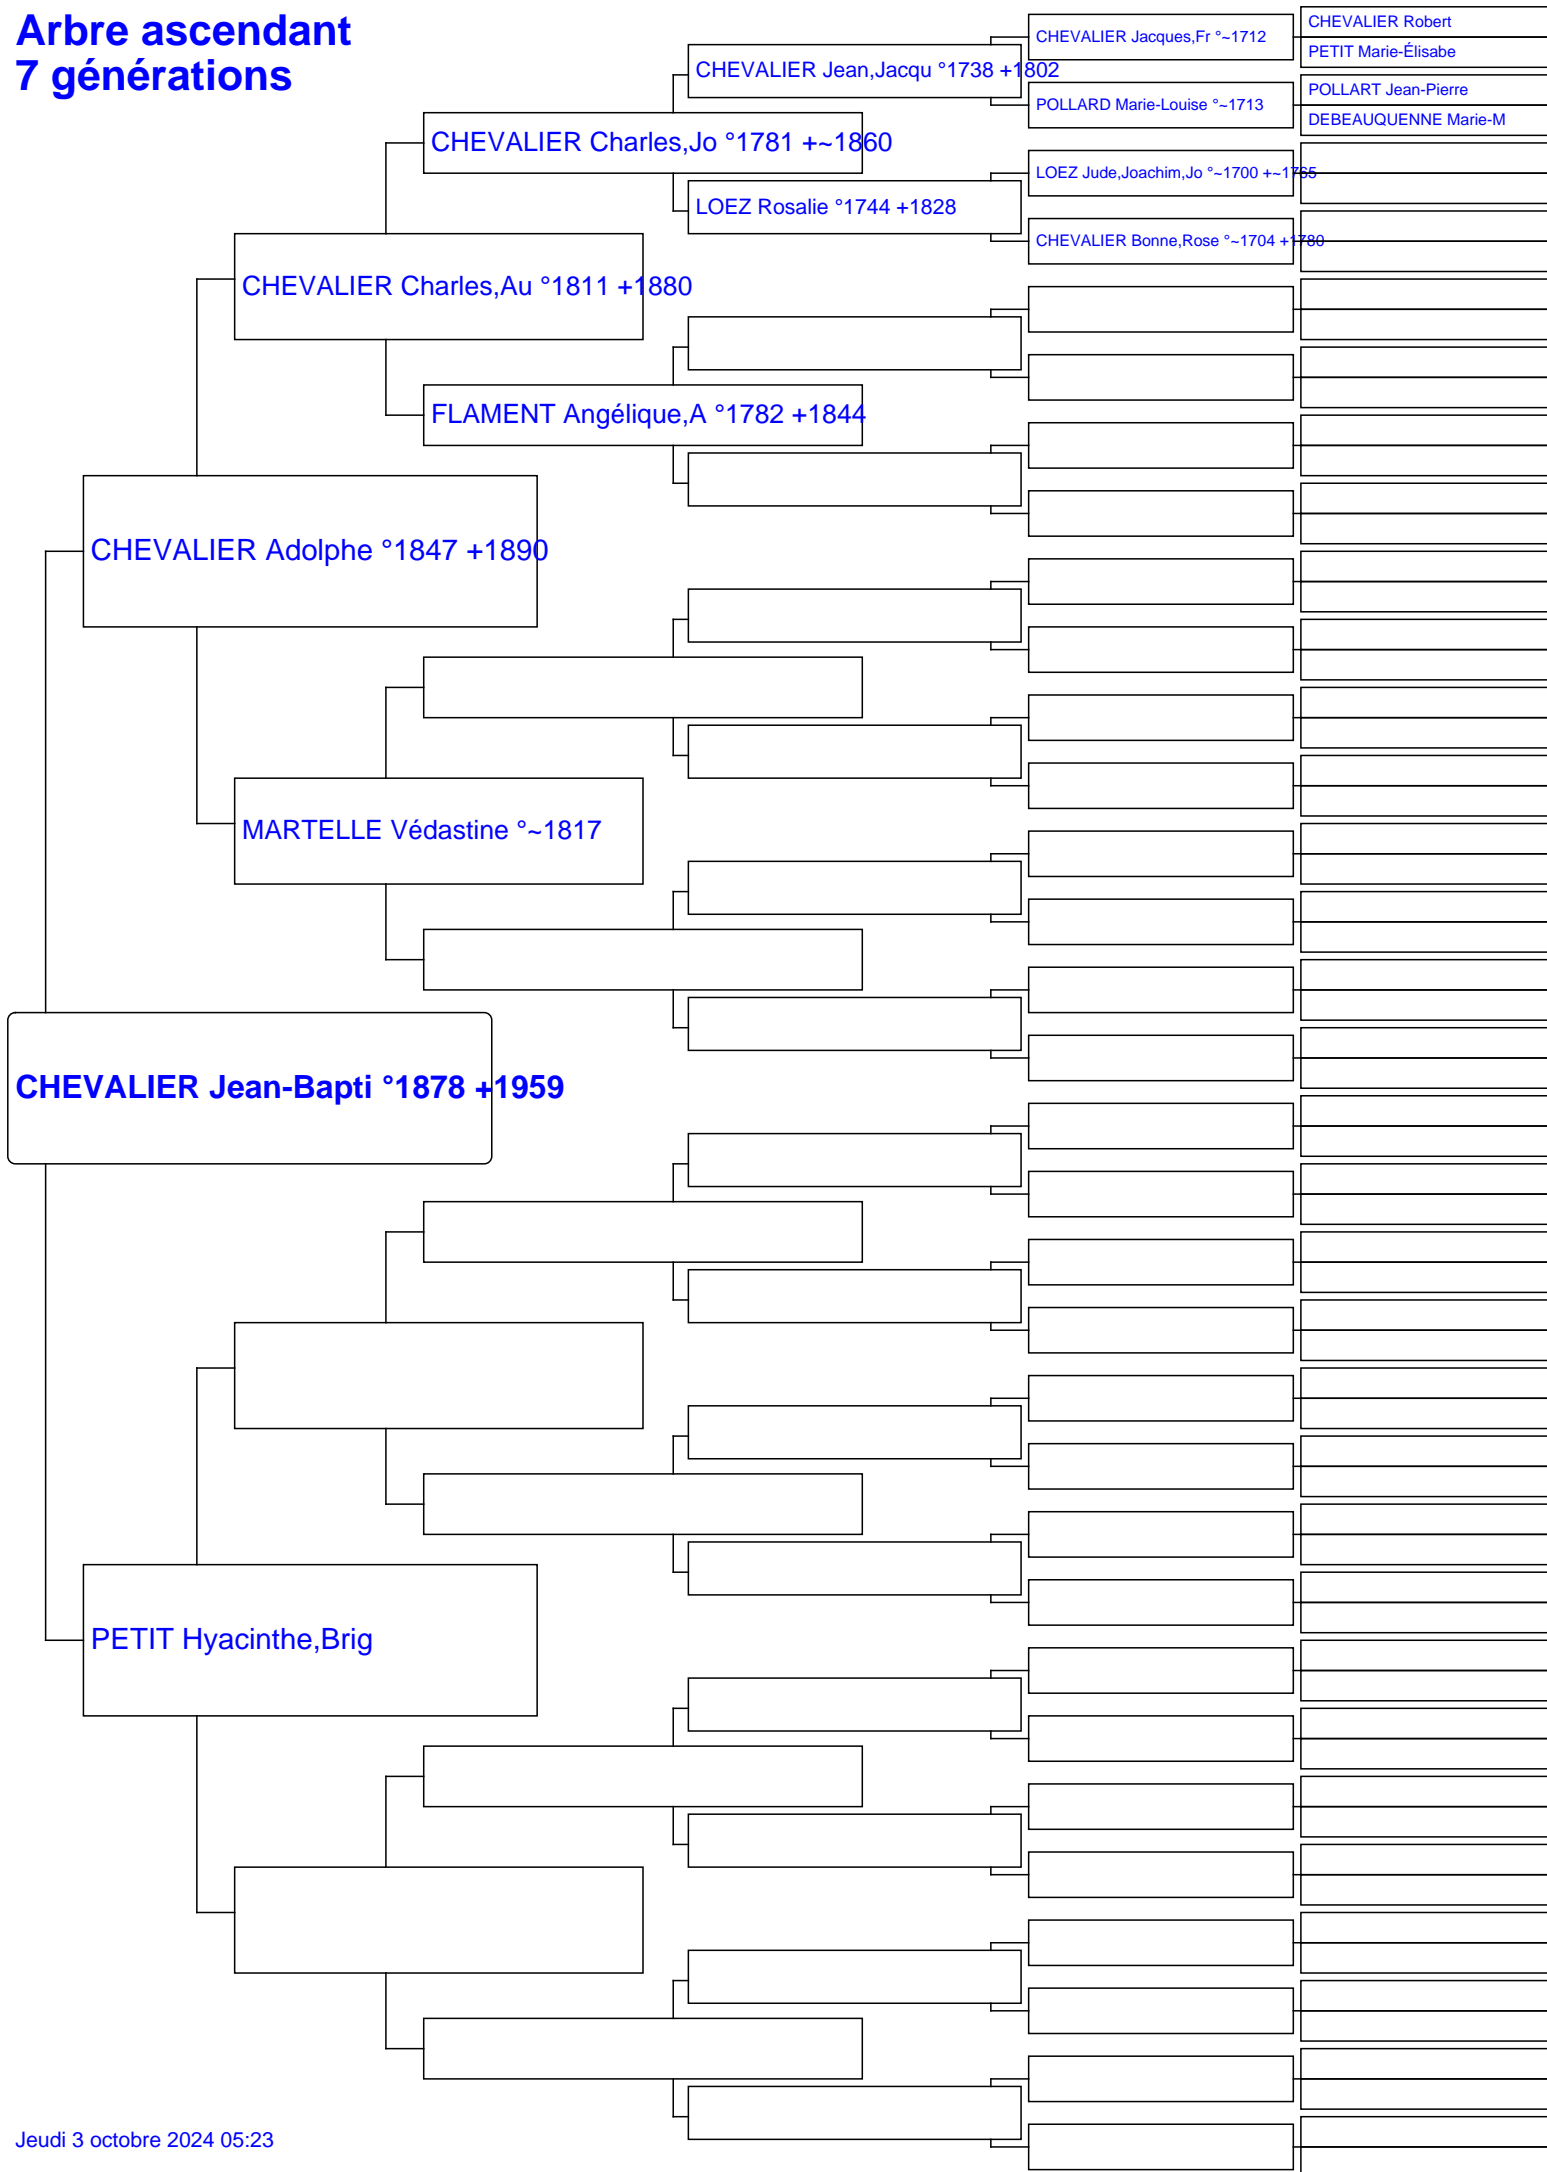 Arbre ascendant
7 générations
CHEVALIER Robert
CHEVALIER Jacques,Fr °~1712
PETIT Marie-Élisabe
CHEVALIER Jean,Jacqu °1738 +1802
POLLART Jean-Pierre
POLLARD Marie-Louise °~1713
DEBEAUQUENNE Marie-M
CHEVALIER Charles,Jo °1781 +~1860
LOEZ Jude,Joachim,Jo °~1700 +~1765
LOEZ Rosalie °1744 +1828
CHEVALIER Bonne,Rose °~1704 +1780
CHEVALIER Charles,Au °1811 +1880
FLAMENT Angélique,A °1782 +1844
CHEVALIER Adolphe °1847 +1890
MARTELLE Védastine °~1817
CHEVALIER Jean-Bapti °1878 +1959
PETIT Hyacinthe,Brig
Jeudi 3 octobre 2024 05:23